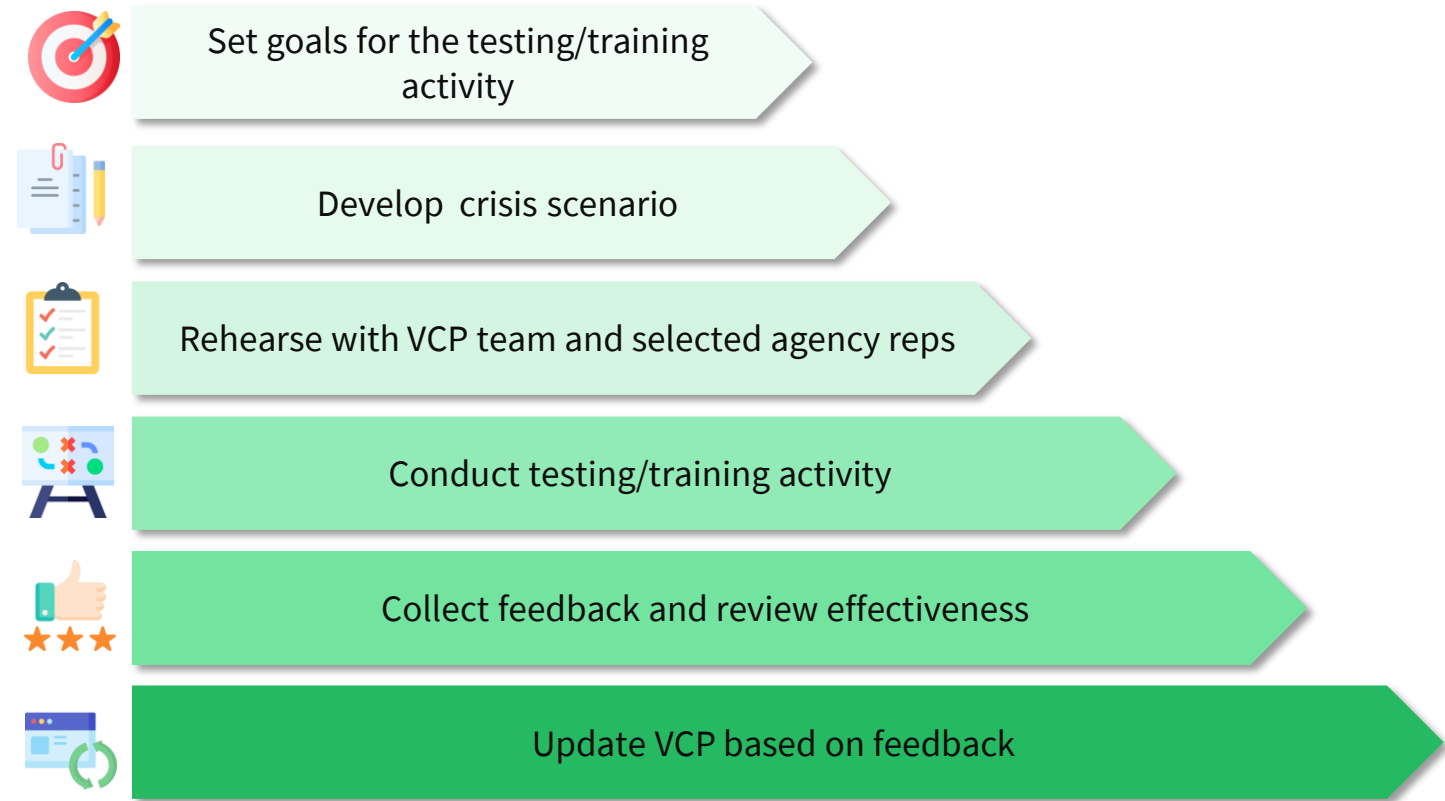 Set goals for the testing/training
activity
Develop  crisis scenario
Rehearse with VCP team and selected agency reps
Conduct testing/training activity
Collect feedback and review effectiveness
Update VCP based on feedback